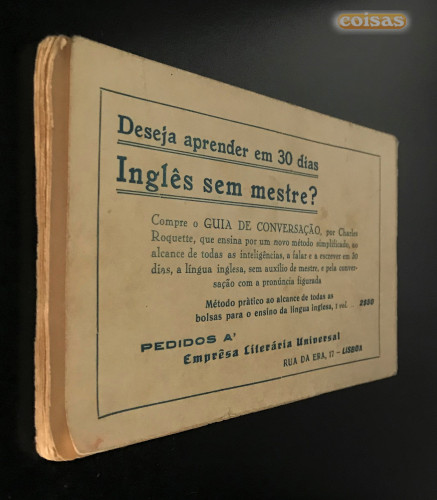 coisas
Deseja aprender em 30 dias
Inglês sem mestre?
Compre o GUIA DE CONVERSAÇÃO, por Charles
Roquette, que ensina por um novo método simplificado, ao
alcance de todas as inteligências, a falar e a escrever em 30
dias, a língua inglesa, sem auxílio de mestre, e pela conver-
sação com a pronúncia figurada
Método prático ao alcance de todas as
bolsas para o ensino da língua inglesa, 1 vol. . 2$50
PEDIDOS A'
Emprêsa Literária Universal
RUA DA ERA, 17 — LISBÔA